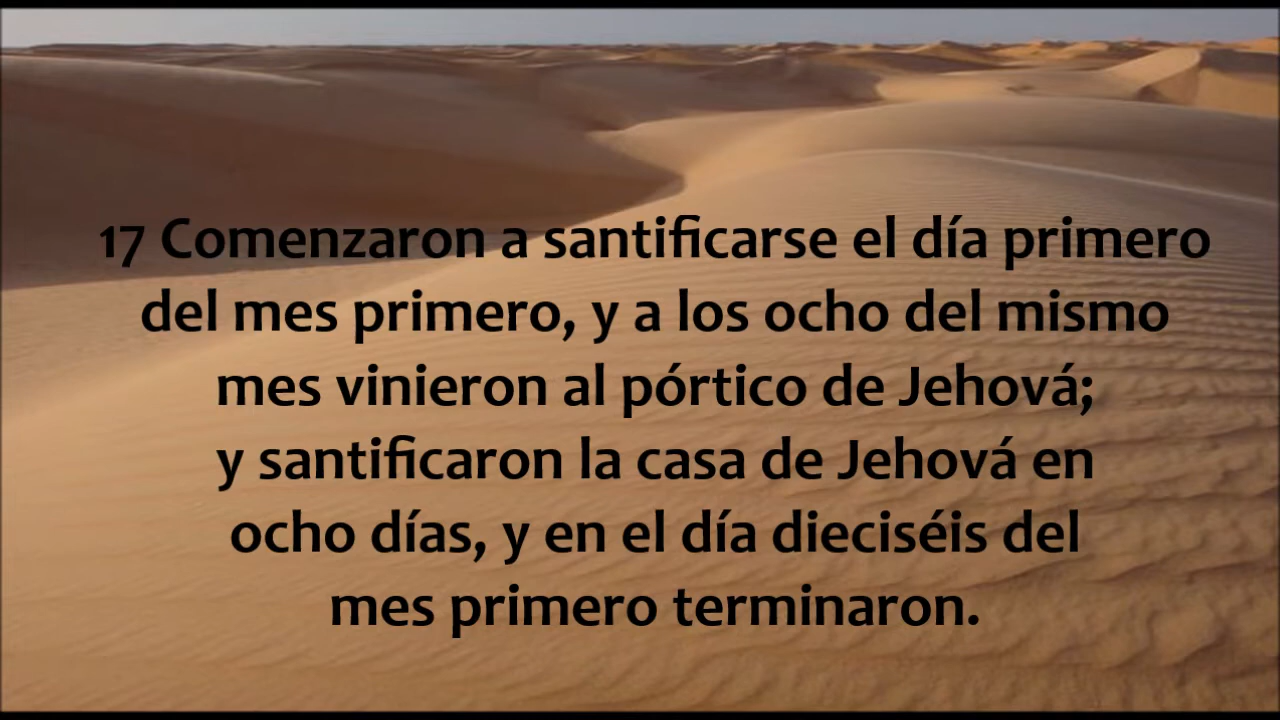 17 Comenzaron a santificarse el día primero
del mes primero, y a los ocho del mismo
mes vinieron al pórtico de Jehová;
y santificaron la casa de Jehová en
ocho días, y en el día dieciséis del
mes primero terminaron.